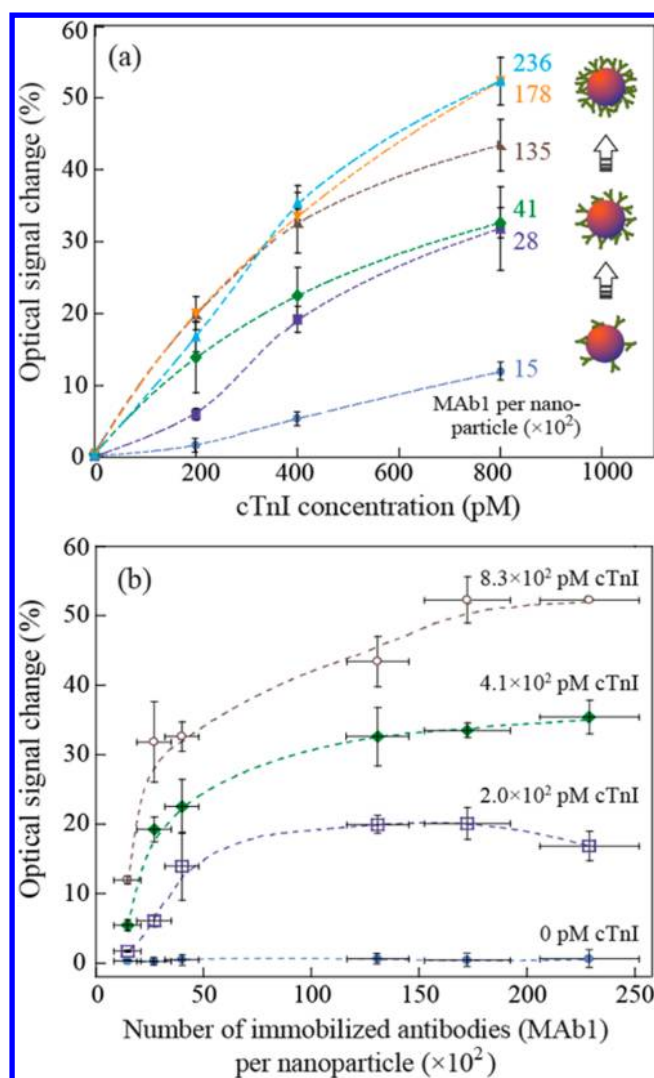 60
(a)
236
178
50
135
40
41
30
28
20
15
10
MAb1 per nano-
particle (×10²)
0
0
200
400
600
800
1000
Optical signal change (%)
cTnI concentration (pM)
60
(b)
8.3×10² pM cTnI
50
40
4.1×10² pM cTnI
30
2.0×10² pM cTnI
20
10
0 pM cTnI
0
0
50
100
150
200
250
Optical signal change (%)
Number of immobilized antibodies (MAb1)
per nanoparticle (×10²)